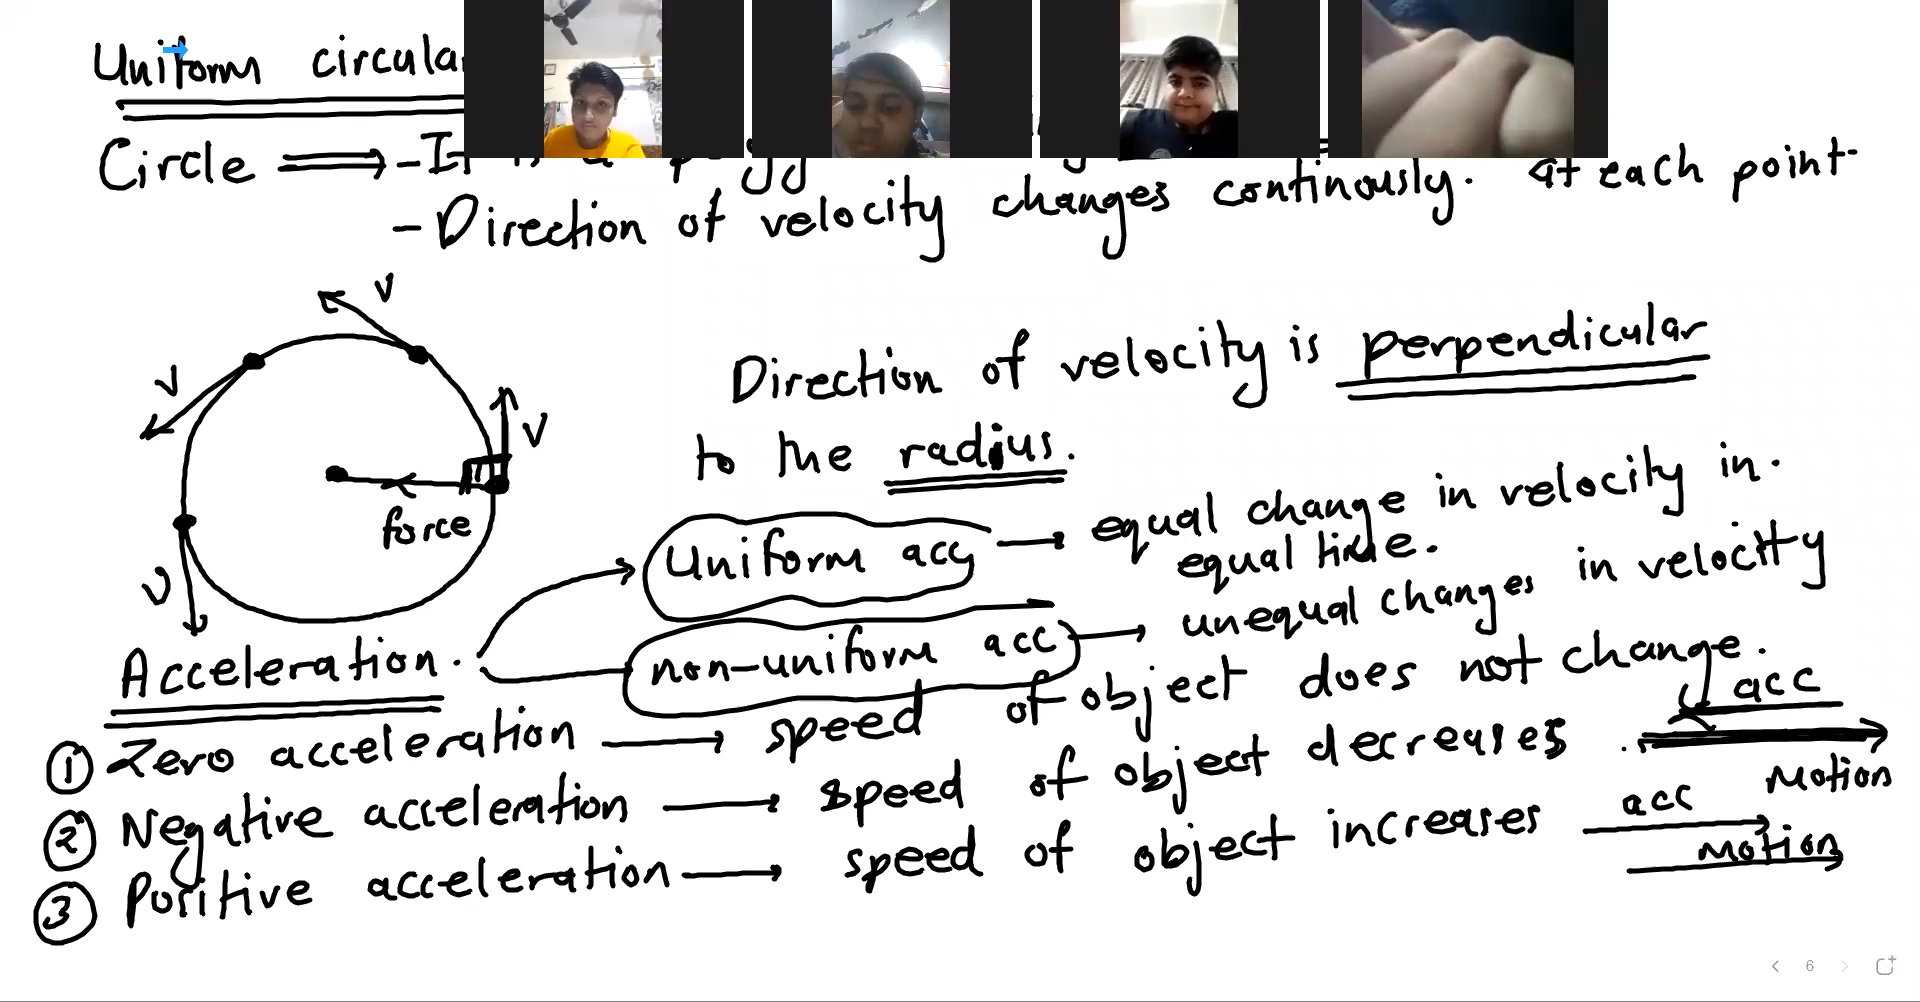 Uniform circular
Circle ⟹ - It is a
- Direction of velocity changes continously. at each point
V
V
V
V
force
Direction of velocity is perpendicular
to the radius.
Acceleration.
Uniform acc → equal change in velocity in.
equal time.
non-uniform acc → unequal changes in velocity
① Zero acceleration → speed of object does not change.
② Negative acceleration → speed of object decreases
acc
Motion
③ Positive acceleration → speed of object increases
acc
Motion
6